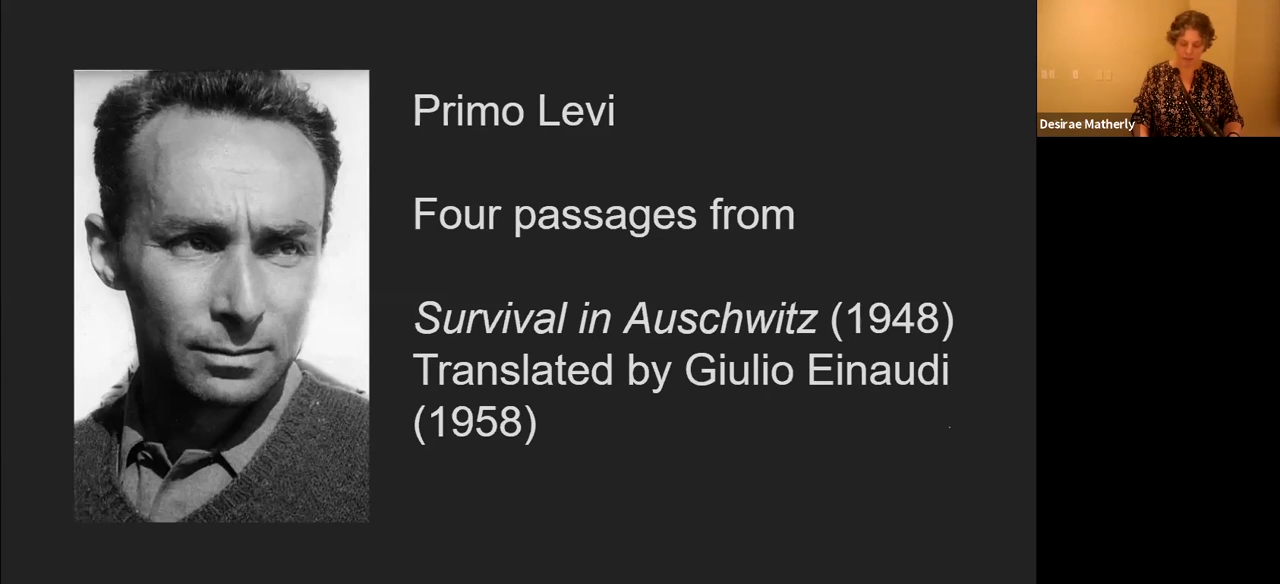 Primo Levi
Four passages from
Survival in Auschwitz (1948)
Translated by Giulio Einaudi
(1958)
Desirae Matherly